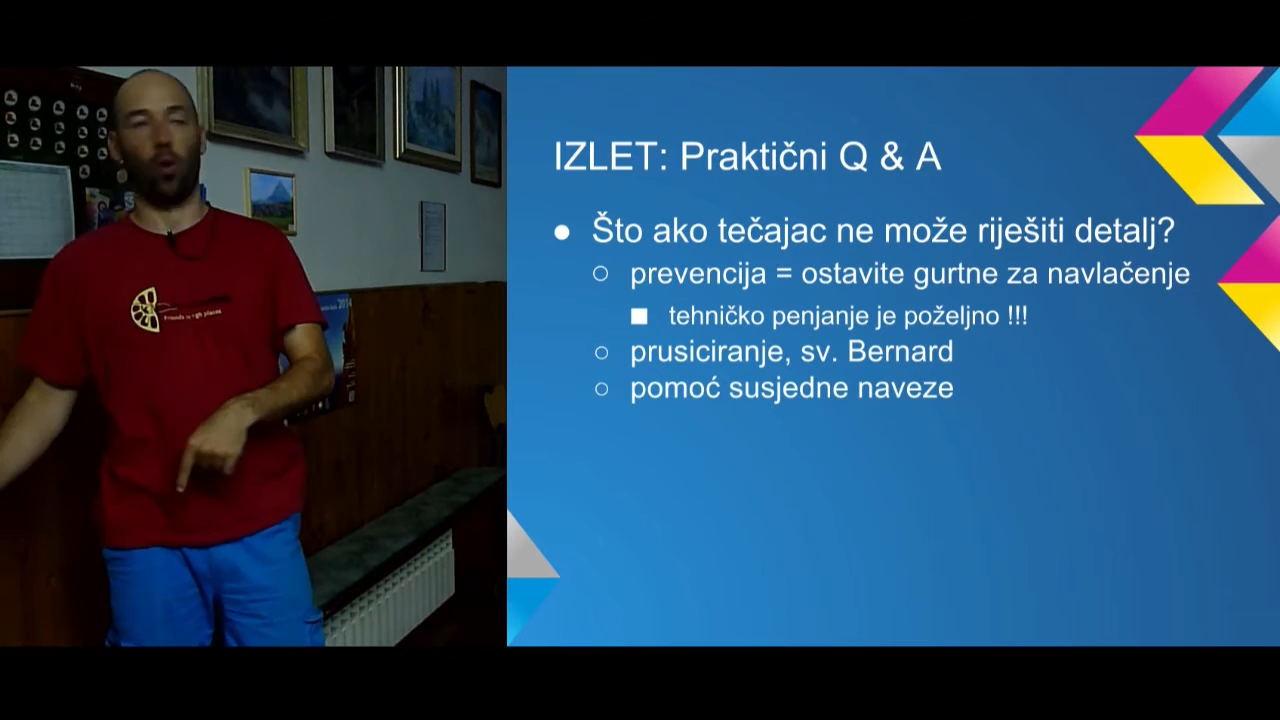 IZLET: Praktični Q & A
Što ako tečajac ne može riješiti detalj?
prevencija = ostavite gurtne za navlačenje
tehničko penjanje je poželjno !!!
prusiciranje, sv. Bernard
pomoć susjedne naveze
2014